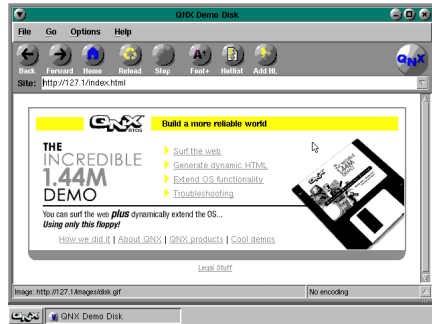 QNX Demo Disk
File Go Options Help
Back Forward Home Reload Stop Font+ Hotlist Add HL
QNX
Site: http://127.1/index.html
QNX RTOS Build a more reliable world
THE
INCREDIBLE
1.44M
DEMO
Surf the web
Generate dynamic HTML
Extend OS functionality
Troubleshooting
You can surf the web plus dynamically extend the OS...
Using only this floppy!
How we did it | About QNX | QNX products | Cool demos
Legal Stuff
Image: http://127.1/images/disk.gif No encoding
QNX QNX Demo Disk